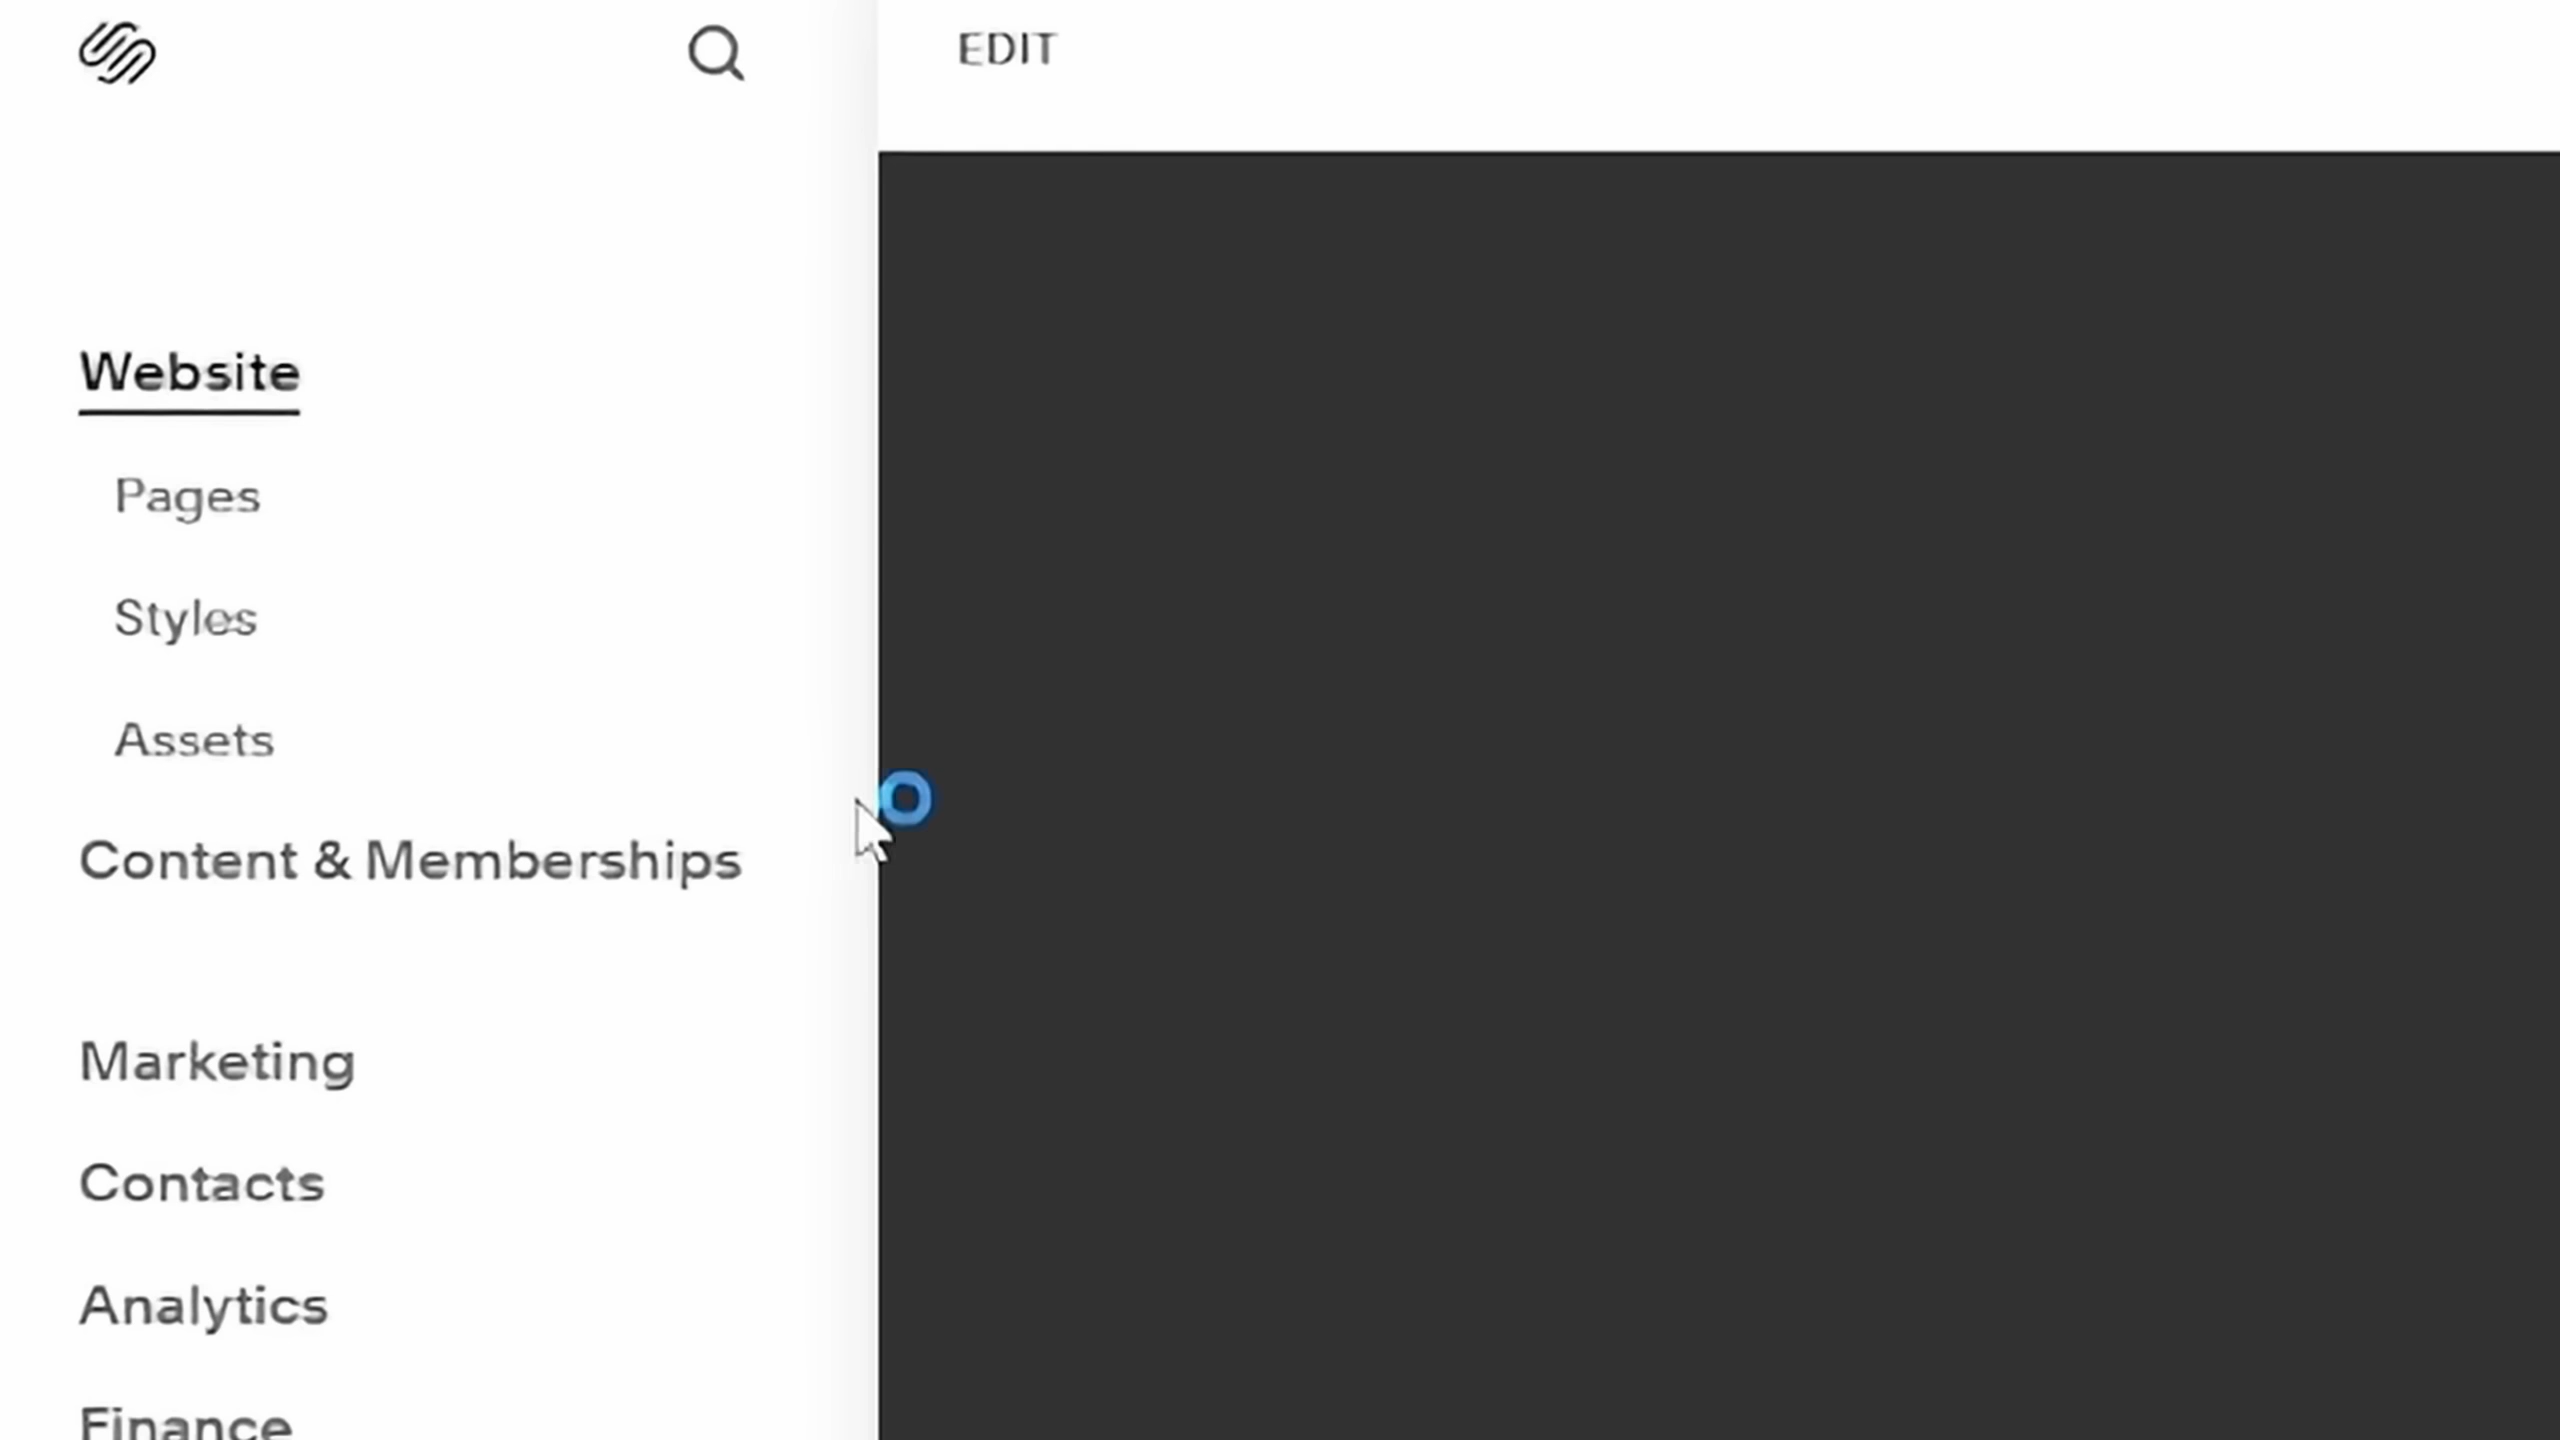 EDIT
Website
Pages
Styles
Assets
Content & Memberships
Marketing
Contacts
Analytics
Finance